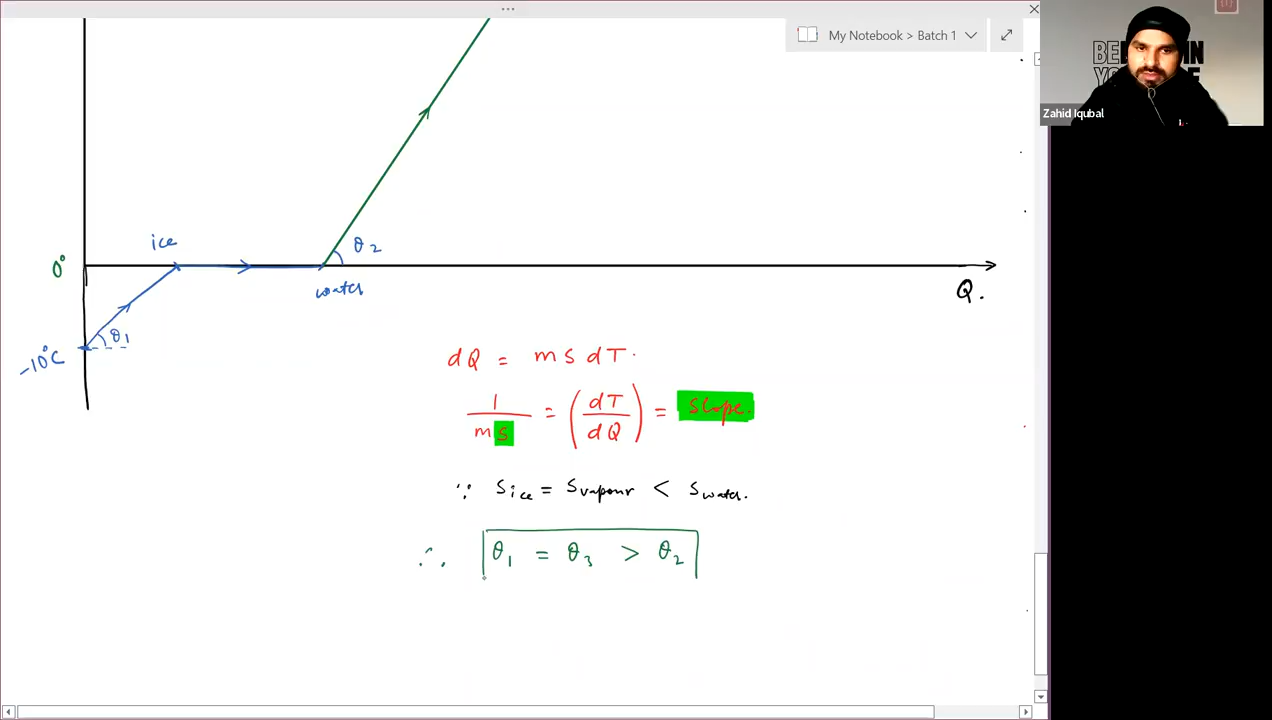 My Notebook > Batch 1
Zahid Iqubal
ice
θ2
0°
water
Q.
θ1
-10°C
dQ = m s dT.
1/ms = (dT/dQ) = slope.
∵ Sice = Svapour < Swater.
∴ θ1 = θ3 > θ2